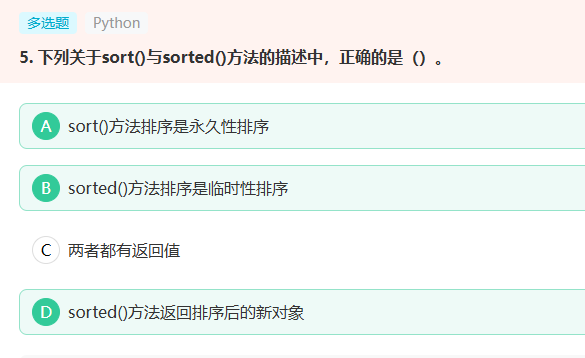 多选题 Python
5. 下列关于sort()与sorted()方法的描述中，正确的是（）。
A sort()方法排序是永久性排序
B sorted()方法排序是临时性排序
C 两者都有返回值
D sorted()方法返回排序后的新对象